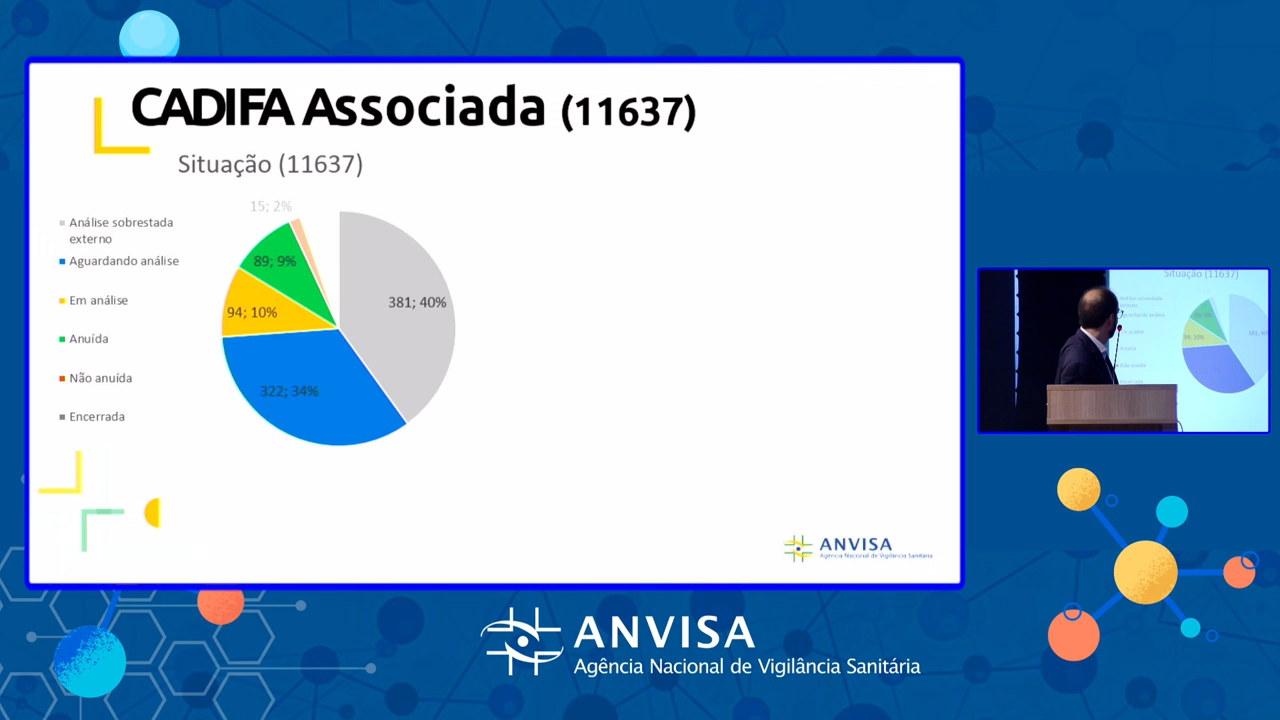 CADIFA Associada (11637)
Situação (11637)
Análise sobrestada
externo
Aguardando análise
Em análise
Anuída
Não anuída
Encerrada
15; 2%
89; 9%
94; 10%
381; 40%
322; 34%
ANVISA
Agência Nacional de Vigilância Sanitária
Situação (11637)
ANVISA
Agência Nacional de Vigilância Sanitária